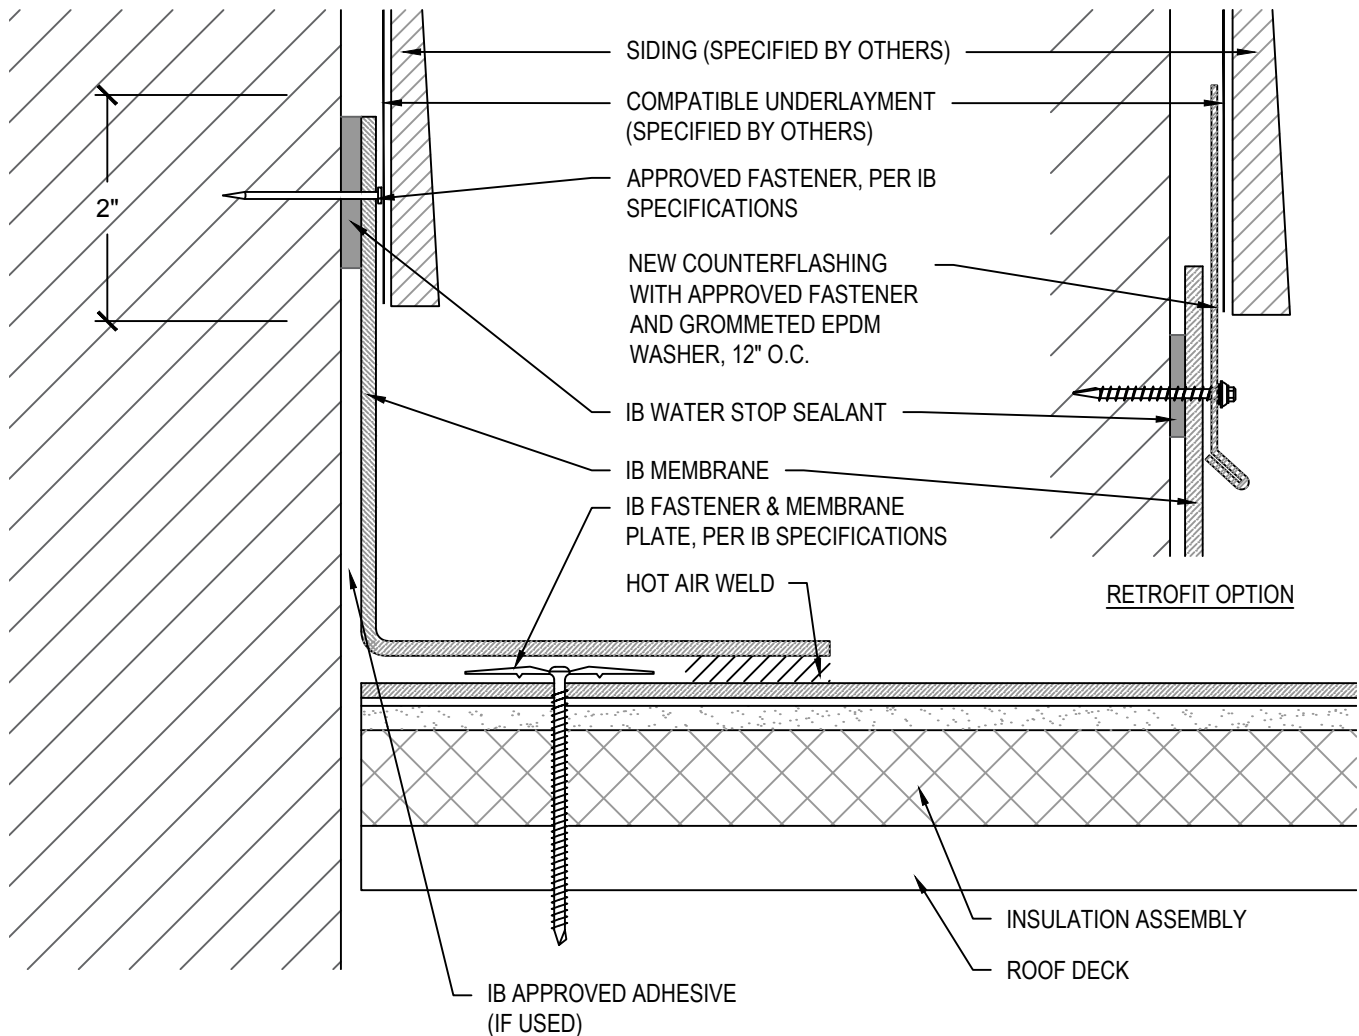 SIDING (SPECIFIED BY OTHERS)
COMPATIBLE UNDERLAYMENT
(SPECIFIED BY OTHERS)
APPROVED FASTENER, PER IB
SPECIFICATIONS
2"
NEW COUNTERFLASHING
WITH APPROVED FASTENER
AND GROMMETED EPDM
WASHER, 12" O.C.
IB WATER STOP SEALANT
IB MEMBRANE
IB FASTENER & MEMBRANE
PLATE, PER IB SPECIFICATIONS
HOT AIR WELD
RETROFIT OPTION
INSULATION ASSEMBLY
ROOF DECK
IB APPROVED ADHESIVE
(IF USED)